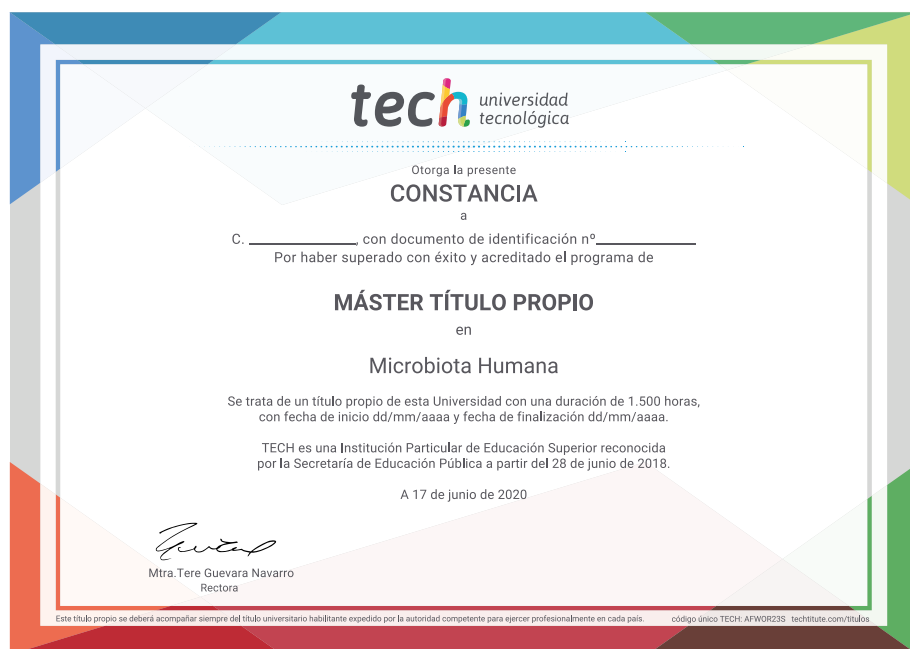 tech universidad
tecnológica
Otorga la presente
CONSTANCIA
a
C. ____________, con documento de identificación nº____________
Por haber superado con éxito y acreditado el programa de
MÁSTER TÍTULO PROPIO
en
Microbiota Humana
Se trata de un título propio de esta Universidad con una duración de 1.500 horas,
con fecha de inicio dd/mm/aaaa y fecha de finalización dd/mm/aaaa.
TECH es una Institución Particular de Educación Superior reconocida
por la Secretaría de Educación Pública a partir del 28 de junio de 2018.
A 17 de junio de 2020
Mtra.Tere Guevara Navarro
Rectora
Este título propio se deberá acompañar siempre del título universitario habilitante expedido por la autoridad competente para ejercer profesionalmente en cada país. código único TECH: AFWOR23S techtitute.com/titulos